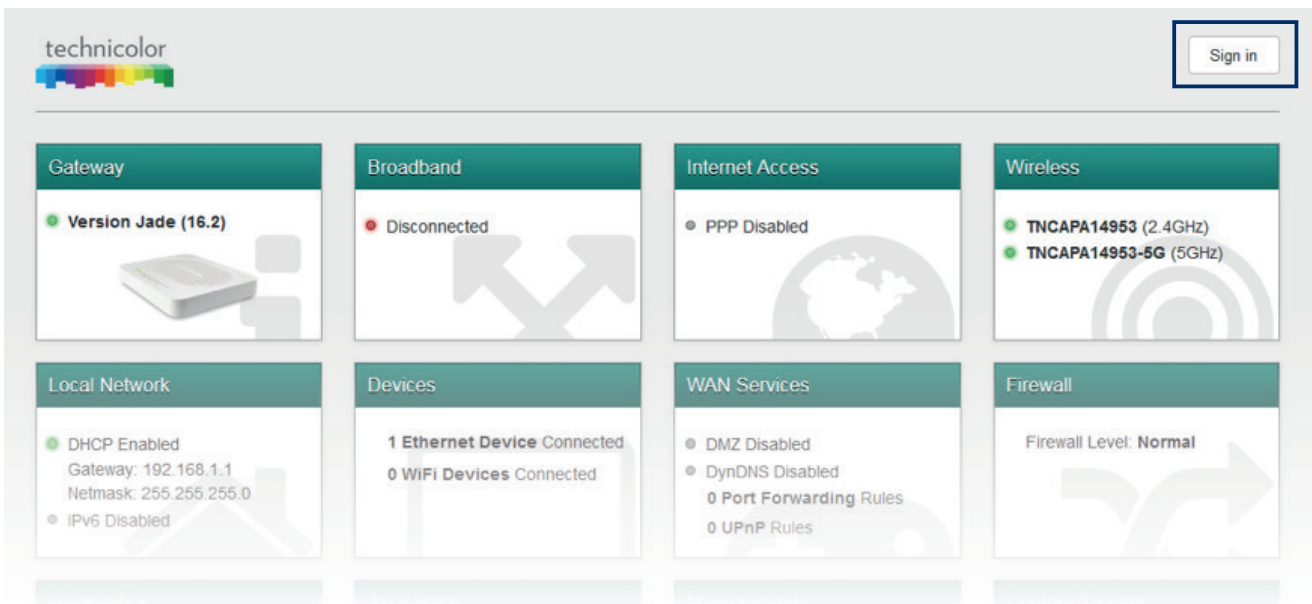 technicolor
Sign in
Gateway
Version Jade (16.2)
Broadband
Disconnected
Internet Access
PPP Disabled
Wireless
TNCAPA14953 (2.4GHz)
TNCAPA14953-5G (5GHz)
Local Network
DHCP Enabled
Gateway: 192.168.1.1
Netmask: 255.255.255.0
IPv6 Disabled
Devices
1 Ethernet Device Connected
0 WiFi Devices Connected
WAN Services
DMZ Disabled
DynDNS Disabled
0 Port Forwarding Rules
0 UPnP Rules
Firewall
Firewall Level: Normal